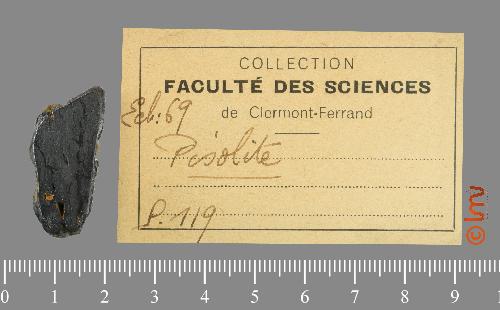 COLLECTION
FACULTÉ DES SCIENCES
de Clermont-Ferrand
Ech: 69
Pisolite
P. 119
© lmv
0 1 2 3 4 5 6 7 8 9 1